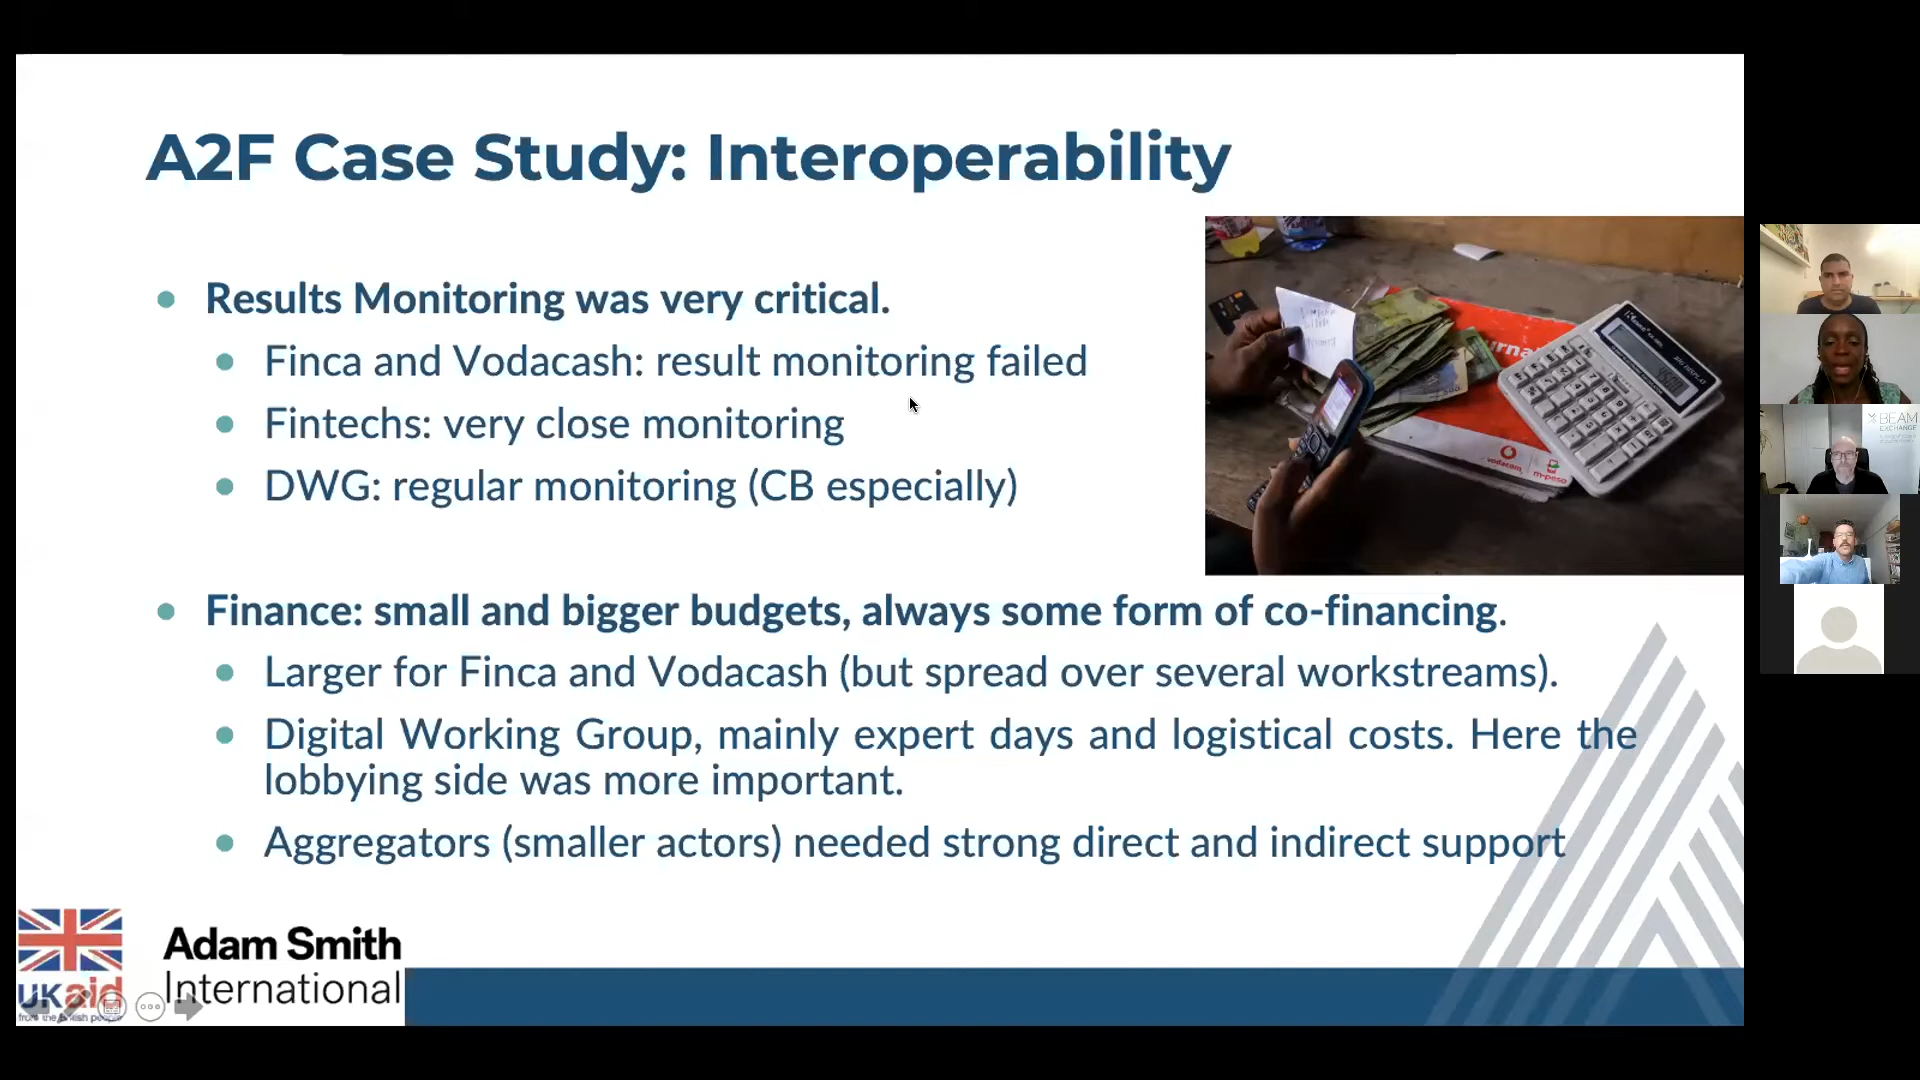 A2F Case Study: Interoperability
Results Monitoring was very critical.
Finca and Vodacash: result monitoring failed
Fintechs: very close monitoring
DWG: regular monitoring (CB especially)
Finance: small and bigger budgets, always some form of co-financing.
Larger for Finca and Vodacash (but spread over several workstreams).
Digital Working Group, mainly expert days and logistical costs. Here the
lobbying side was more important.
Aggregators (smaller actors) needed strong direct and indirect support
vodacom
m-pesa
BEAM
EXCHANGE
UKaid
from the British people
Adam Smith
International